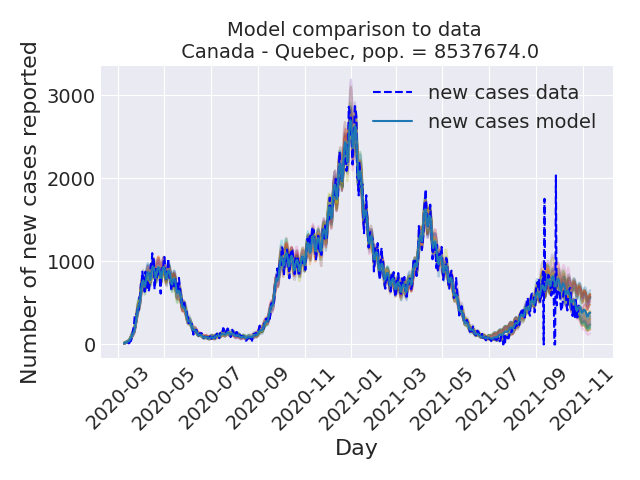 Model comparison to data
Canada - Quebec, pop. = 8537674.0
Number of new cases reported
3000
2000
1000
0
new cases data
new cases model
2020-03
2020-05
2020-07
2020-09
2020-11
2021-01
2021-03
2021-05
2021-07
2021-09
2021-11
Day